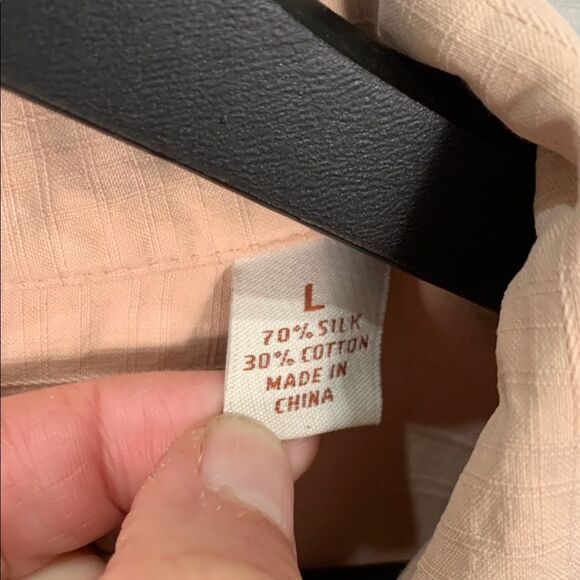 L
70% SILK
30% COTTON
MADE IN
CHINA